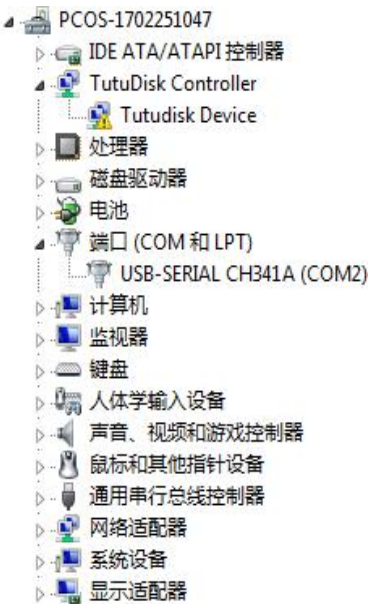 PCOS-1702251047
IDE ATA/ATAPI 控制器
TutuDisk Controller
Tutudisk Device
处理器
磁盘驱动器
电池
端口 (COM 和 LPT)
USB-SERIAL CH341A (COM2)
计算机
监视器
键盘
人体学输入设备
声音、视频和游戏控制器
鼠标和其他指针设备
通用串行总线控制器
网络适配器
系统设备
显示适配器